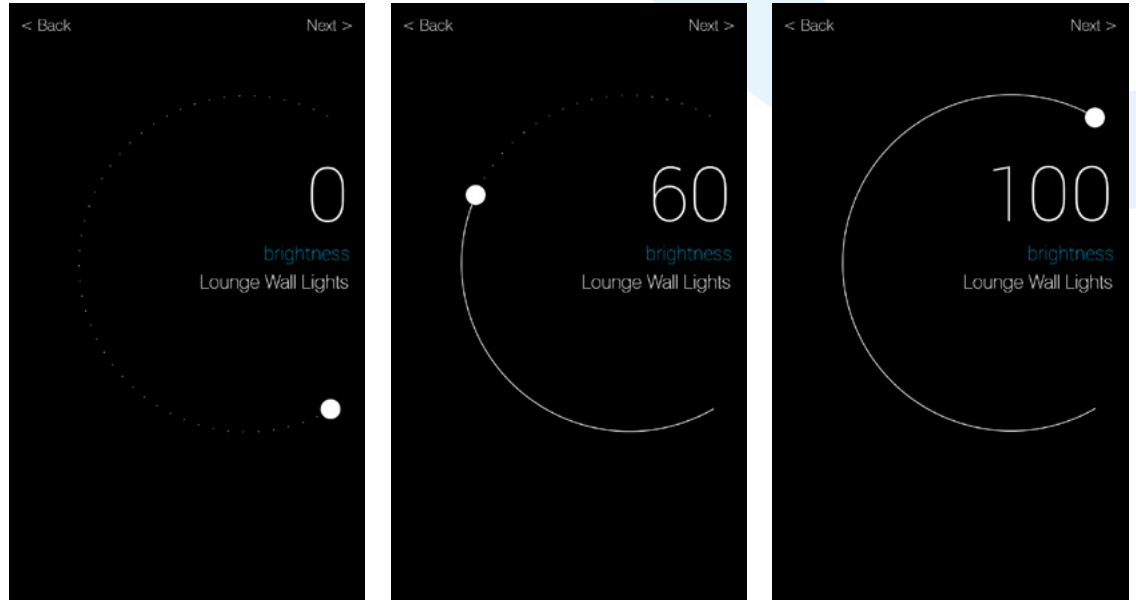 < Back
Next >
0
brightness
Lounge Wall Lights
< Back
Next >
60
brightness
Lounge Wall Lights
< Back
Next >
100
brightness
Lounge Wall Lights